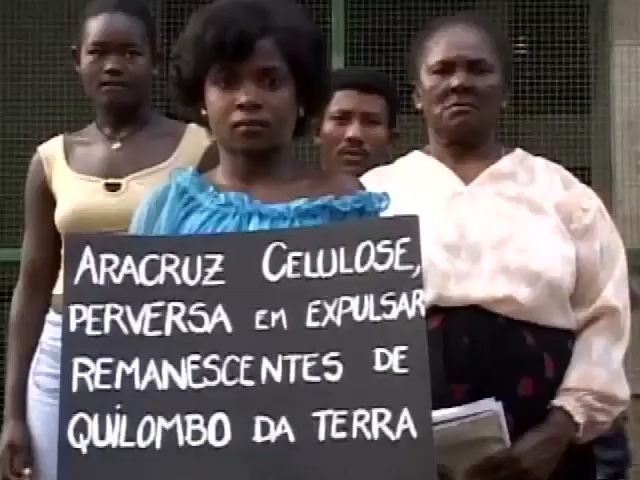 ARACRUZ CELULOSE,
PERVERSA EM EXPULSAR
REMANESCENTES DE
QUILOMBO DA TERRA